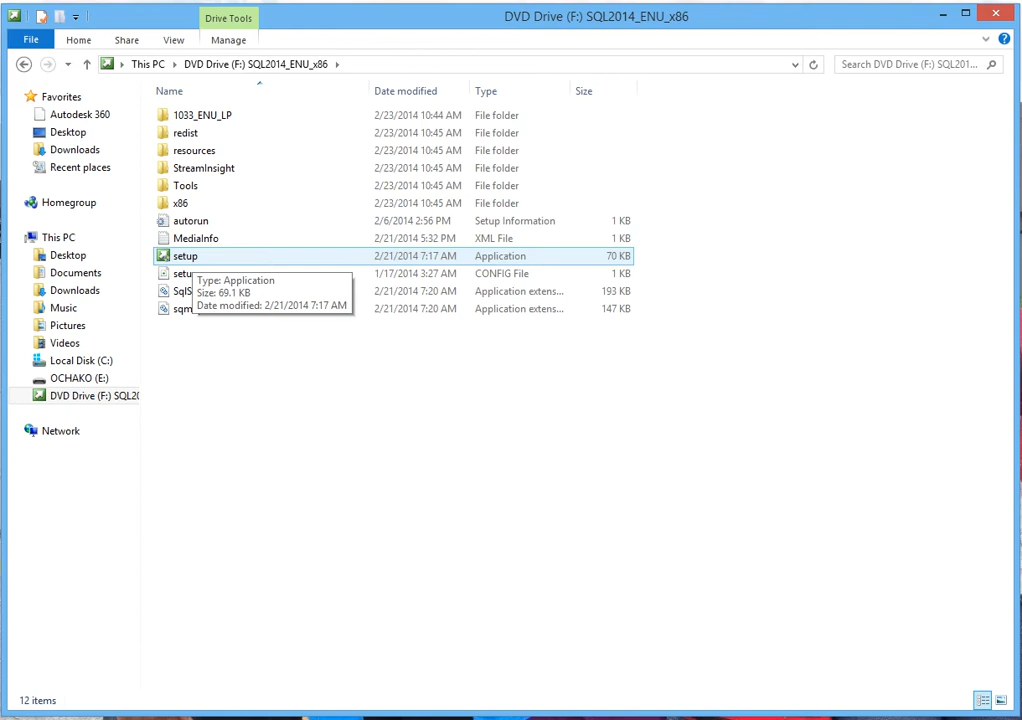 Drive Tools
DVD Drive (F:) SQL2014_ENU_x86
File Home Share View Manage
This PC DVD Drive (F:) SQL2014_ENU_x86
Search DVD Drive (F:) SQL201...
Name Date modified Type Size
Favorites
Autodesk 360
Desktop
Downloads
Recent places
Homegroup
This PC
Desktop
Documents
Downloads
Music
Pictures
Videos
Local Disk (C:)
OCHAKO (E:)
DVD Drive (F:) SQL20
Network
1033_ENU_LP 2/23/2014 10:44 AM File folder
redist 2/23/2014 10:45 AM File folder
resources 2/23/2014 10:45 AM File folder
StreamInsight 2/23/2014 10:45 AM File folder
Tools 2/23/2014 10:45 AM File folder
x86 2/23/2014 10:45 AM File folder
autorun 2/6/2014 2:56 PM Setup Information 1 KB
MediaInfo 2/21/2014 5:32 PM XML File 1 KB
setup 2/21/2014 7:17 AM Application 70 KB
setu 1/17/2014 3:27 AM CONFIG File 1 KB
SqlS 2/21/2014 7:20 AM Application extens... 193 KB
sqm 2/21/2014 7:20 AM Application extens... 147 KB
Type: Application
Size: 69.1 KB
Date modified: 2/21/2014 7:17 AM
12 items